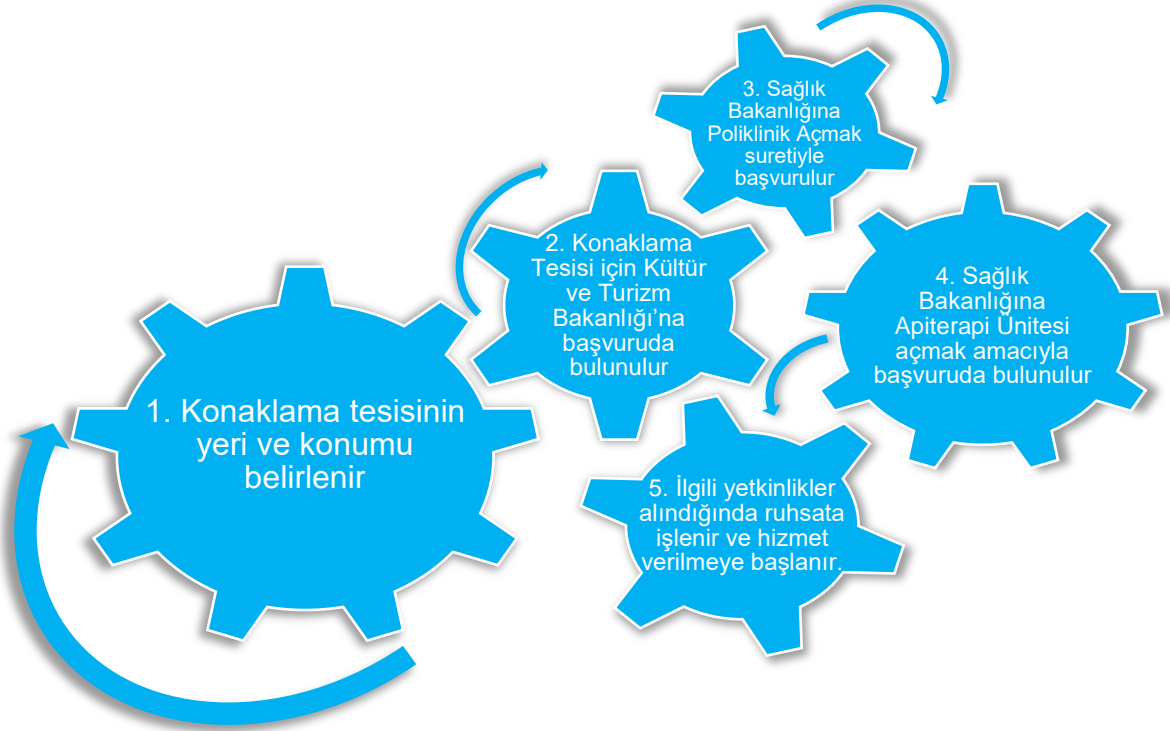 1. Konaklama tesisinin
yeri ve konumu
belirlenir
2. Konaklama
Tesisi için Kültür
ve Turizm
Bakanlığı’na
başvuruda
bulunulur
3. Sağlık
Bakanlığına
Poliklinik Açmak
suretiyle
başvurulur
4. Sağlık
Bakanlığına
Apiterapi Ünitesi
açmak amacıyla
başvuruda bulunulur
5. İlgili yetkinlikler
alındığında ruhsata
işlenir ve hizmet
verilmeye başlanır.